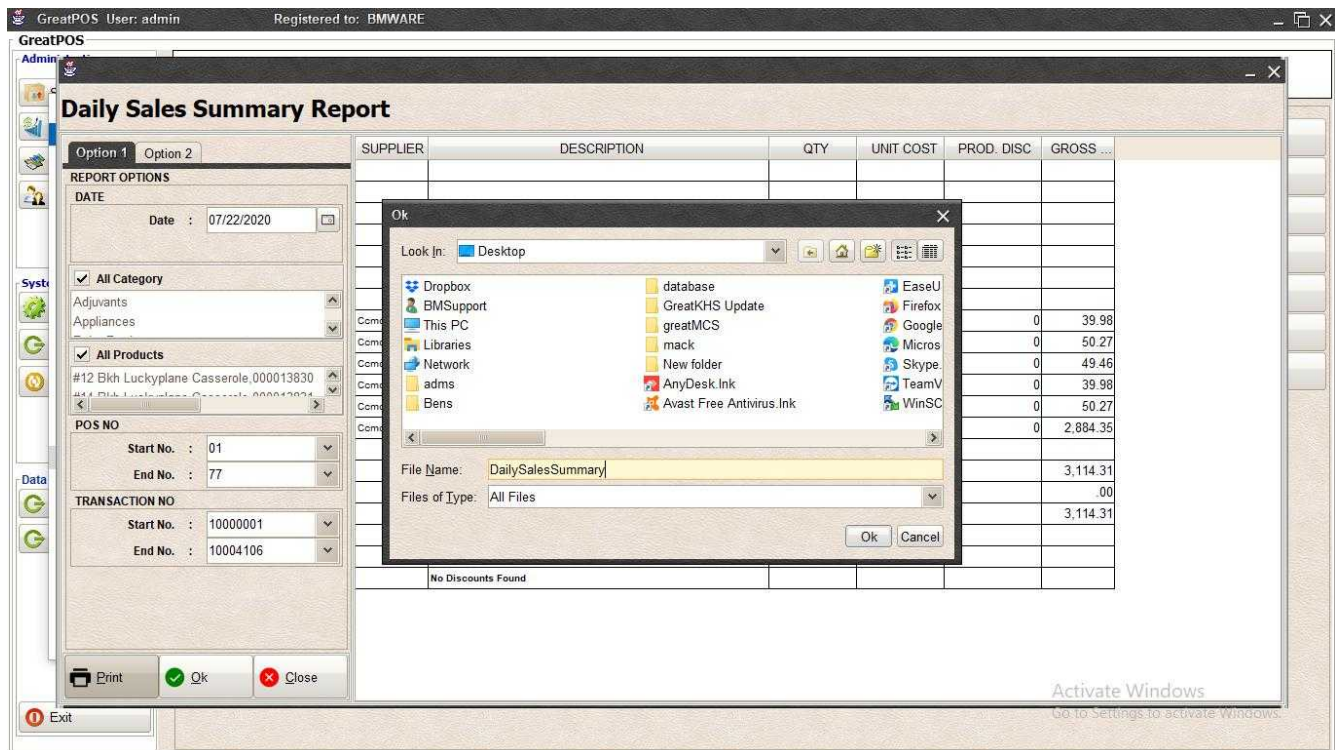 GreatPOS User: admin Registered to: BMWARE
GreatPOS
Daily Sales Summary Report
Option 1 Option 2
REPORT OPTIONS
DATE
Date : 07/22/2020
All Category
Adjuvants
Appliances
All Products
#12 Bkh Luckyplane Casserole,000013830
POS NO
Start No. : 01
End No. : 77
TRANSACTION NO
Start No. : 10000001
End No. : 10004106
Print Ok Close
Exit
SUPPLIER DESCRIPTION QTY UNIT COST PROD. DISC GROSS ...
0 39.98
0 50.27
0 49.46
0 39.98
0 50.27
0 2,884.35
3,114.31
.00
3,114.31
No Discounts Found
Ok
Look In: Desktop
Dropbox database EaseU
BMSupport GreatKHS Update Firefox
This PC greatMCS Google
Libraries mack Micros
Network New folder Skype.
adms AnyDesk.lnk TeamV
Bens Avast Free Antivirus.lnk WinSC
File Name: DailySalesSummary
Files of Type: All Files
Ok Cancel
Activate Windows
Go to Settings to activate Windows.